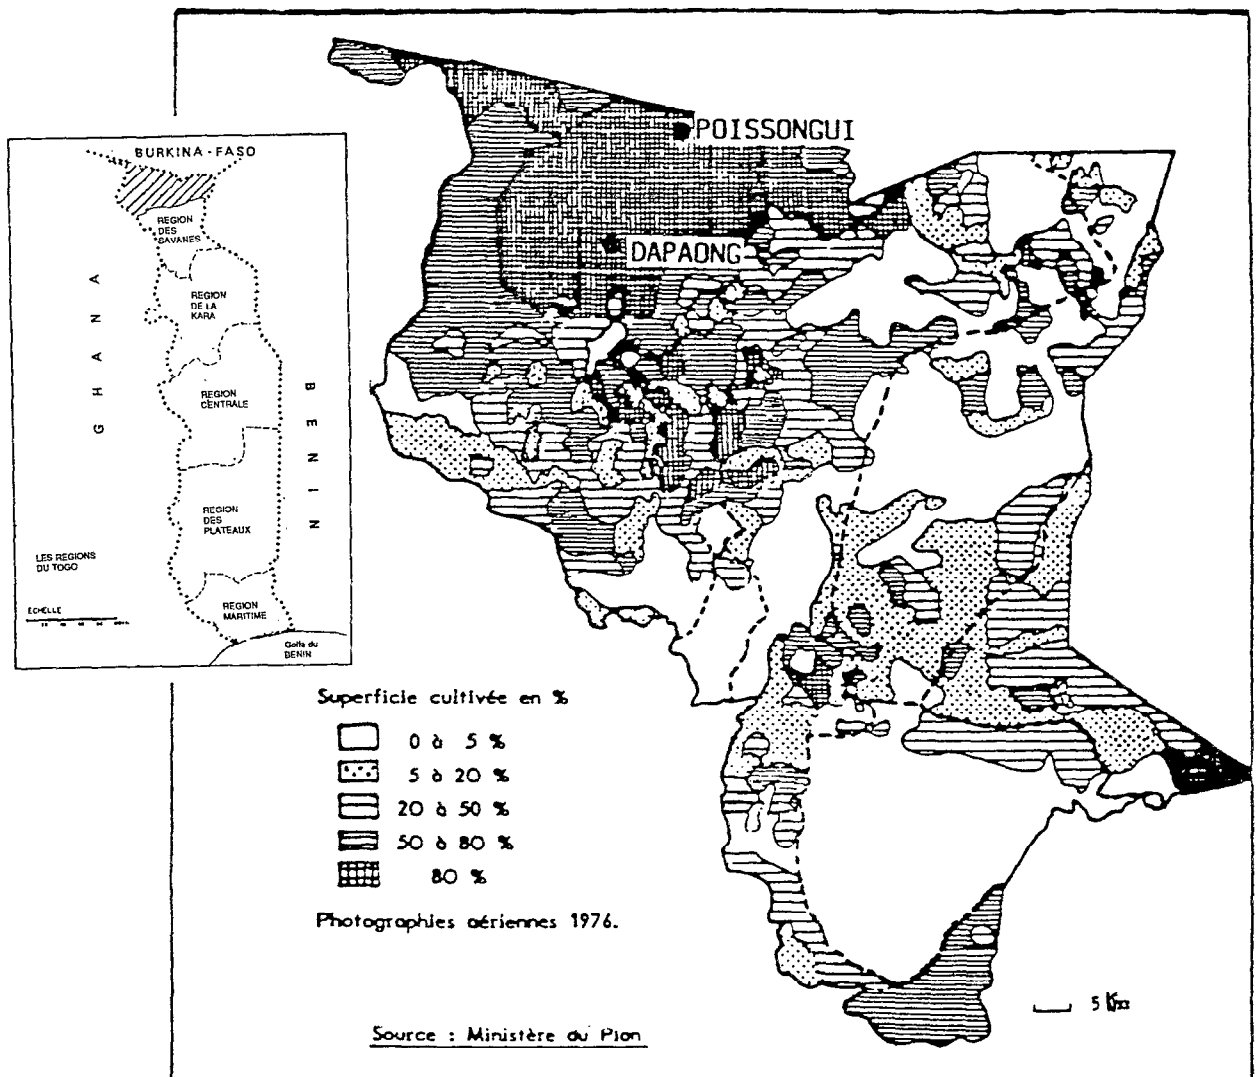 POISSONGUI
DAPAONG
BURKINA-FASO
REGION
DES
SAVANES
REGION
DE LA
KARA
REGION
CENTRALE
REGION
DES
PLATEAUX
REGION
MARITIME
GHANA
BENIN
LES REGIONS
DU TOGO
ECHELLE
Golfe du
BENIN
Superficie cultivée en %
0 à 5 %
5 à 20 %
20 à 50 %
50 à 80 %
80 %
Photographies aériennes 1976.
5 Km
Source : Ministère du Plan